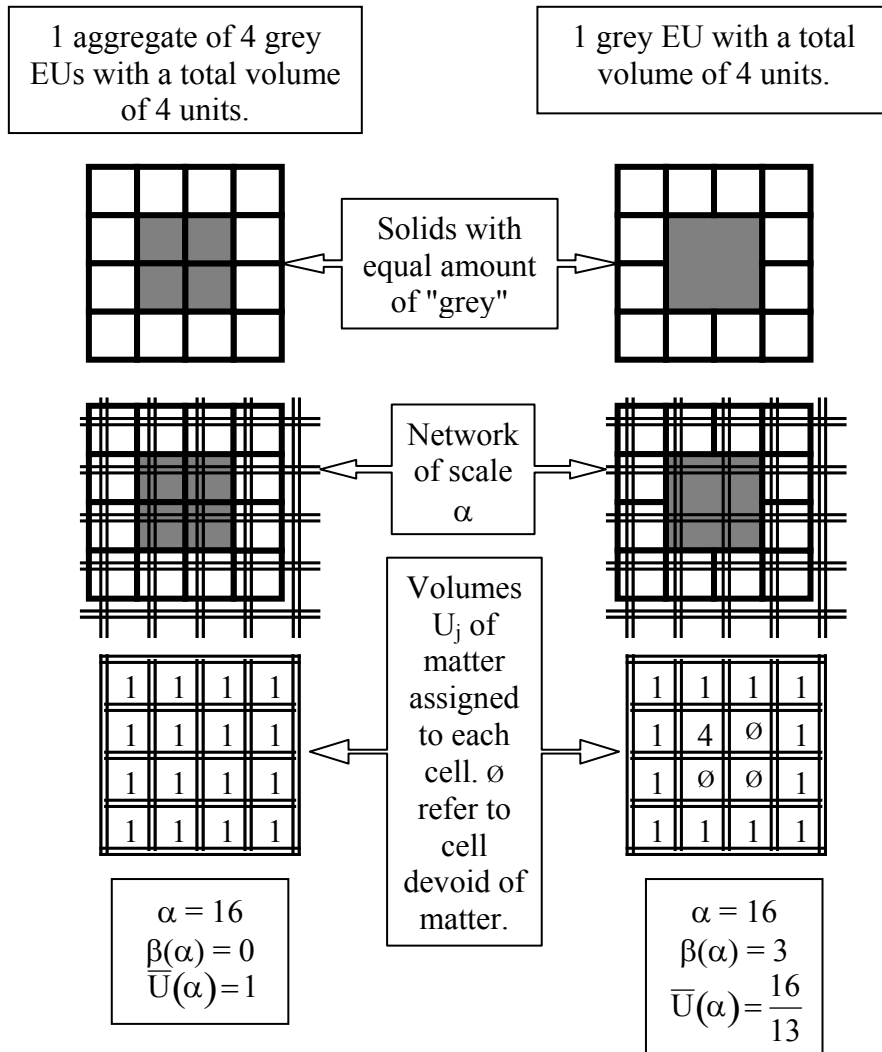 1 aggregate of 4 grey
EUs with a total volume
of 4 units.
1 grey EU with a total
volume of 4 units.
Solids with
equal amount
of "grey"
Network
of scale
α
Volumes
Uj of
matter
assigned
to each
cell. ø
refer to
cell
devoid of
matter.
1 1 1 1
1 1 1 1
1 1 1 1
1 1 1 1
1 1 1 1
1 4 ø 1
1 ø ø 1
1 1 1 1
α = 16
β(α) = 0
U̅(α) = 1
α = 16
β(α) = 3
U̅(α) = 16/13